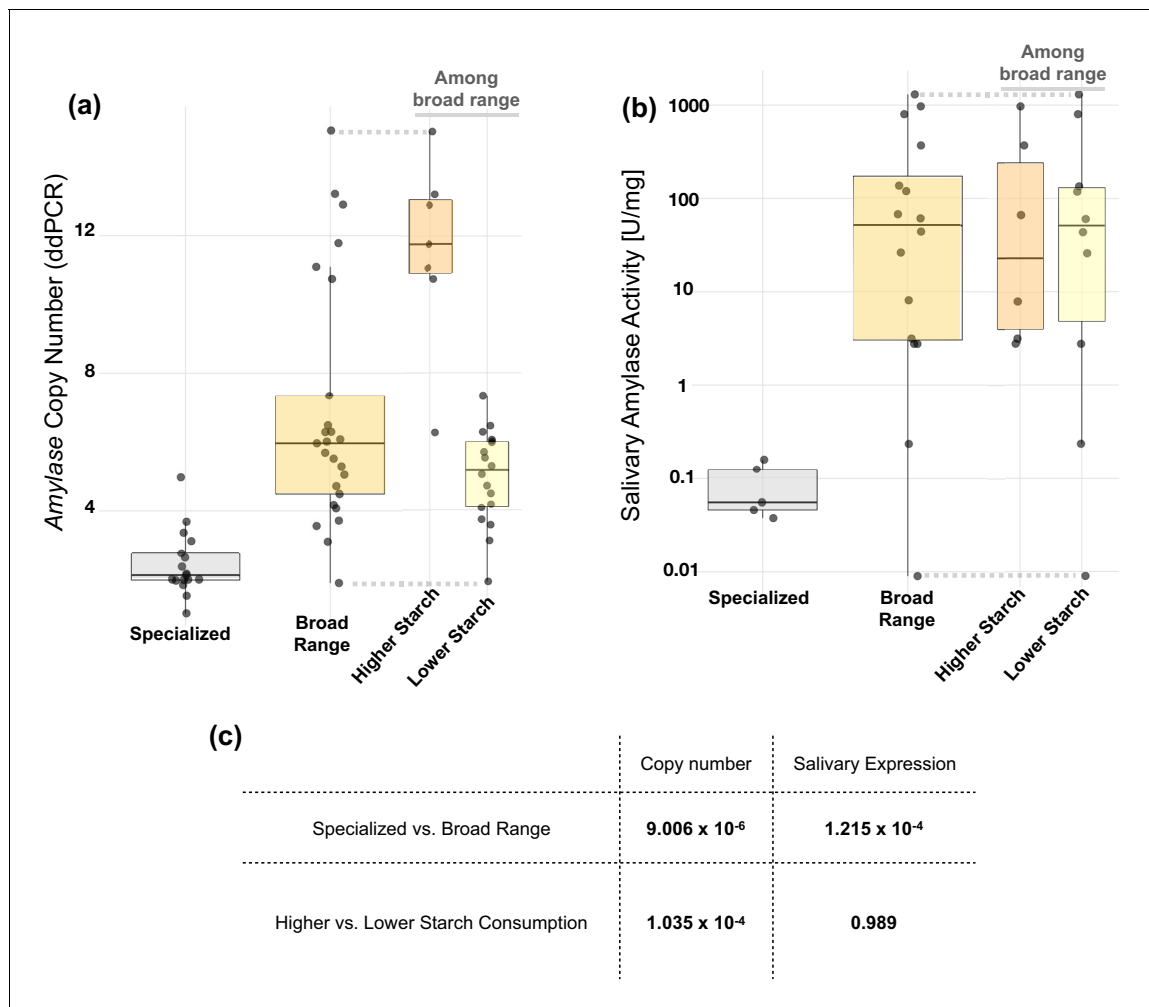 (a)
Among
broad range
Amylase Copy Number (ddPCR)
12
8
4
Specialized
Broad
Range
Higher Starch
Lower Starch
(b)
Among
broad range
Salivary Amylase Activity [U/mg]
1000
100
10
1
0.1
0.01
Specialized
Broad
Range
Higher Starch
Lower Starch
(c)
Copy number Salivary Expression
Specialized vs. Broad Range 9.006 x 10-6 1.215 x 10-4
Higher vs. Lower Starch Consumption 1.035 x 10-4 0.989